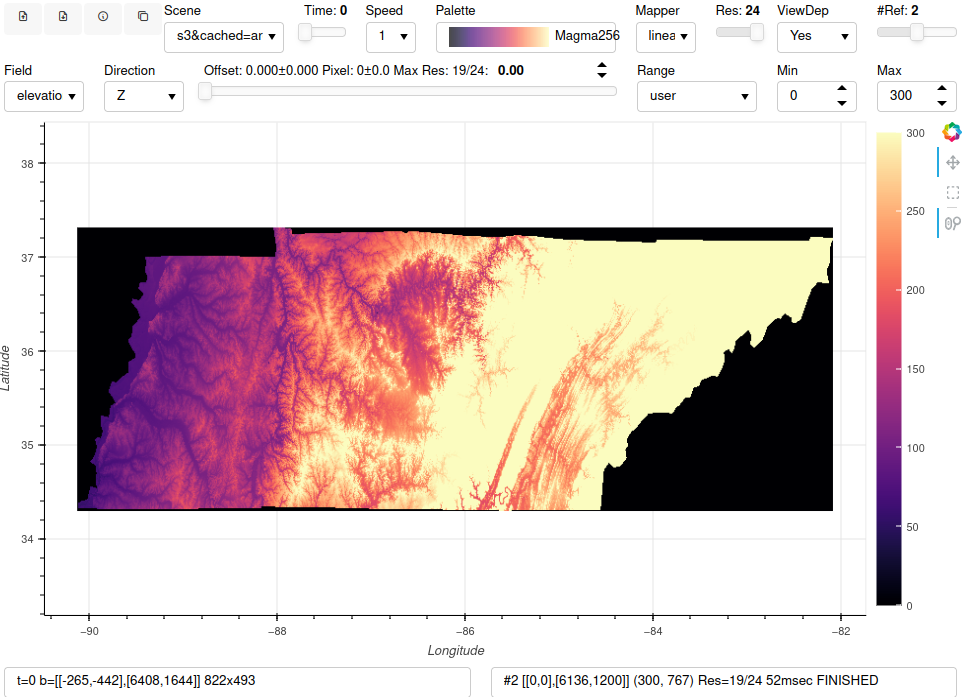 Scene Time: 0 Speed Palette Mapper Res: 24 ViewDep #Ref: 2
s3&cached=ar 1 Magma256 linea Yes
Field Direction Offset: 0.000±0.000 Pixel: 0±0.0 Max Res: 19/24: 0.00 Range Min Max
elevatio Z user 0 300
38
37
36
35
34
Latitude
-90 -88 -86 -84 -82
Longitude
300
250
200
150
100
50
0
t=0 b=[[-265,-442],[6408,1644]] 822x493
#2 [[0,0],[6136,1200]] (300, 767) Res=19/24 52msec FINISHED